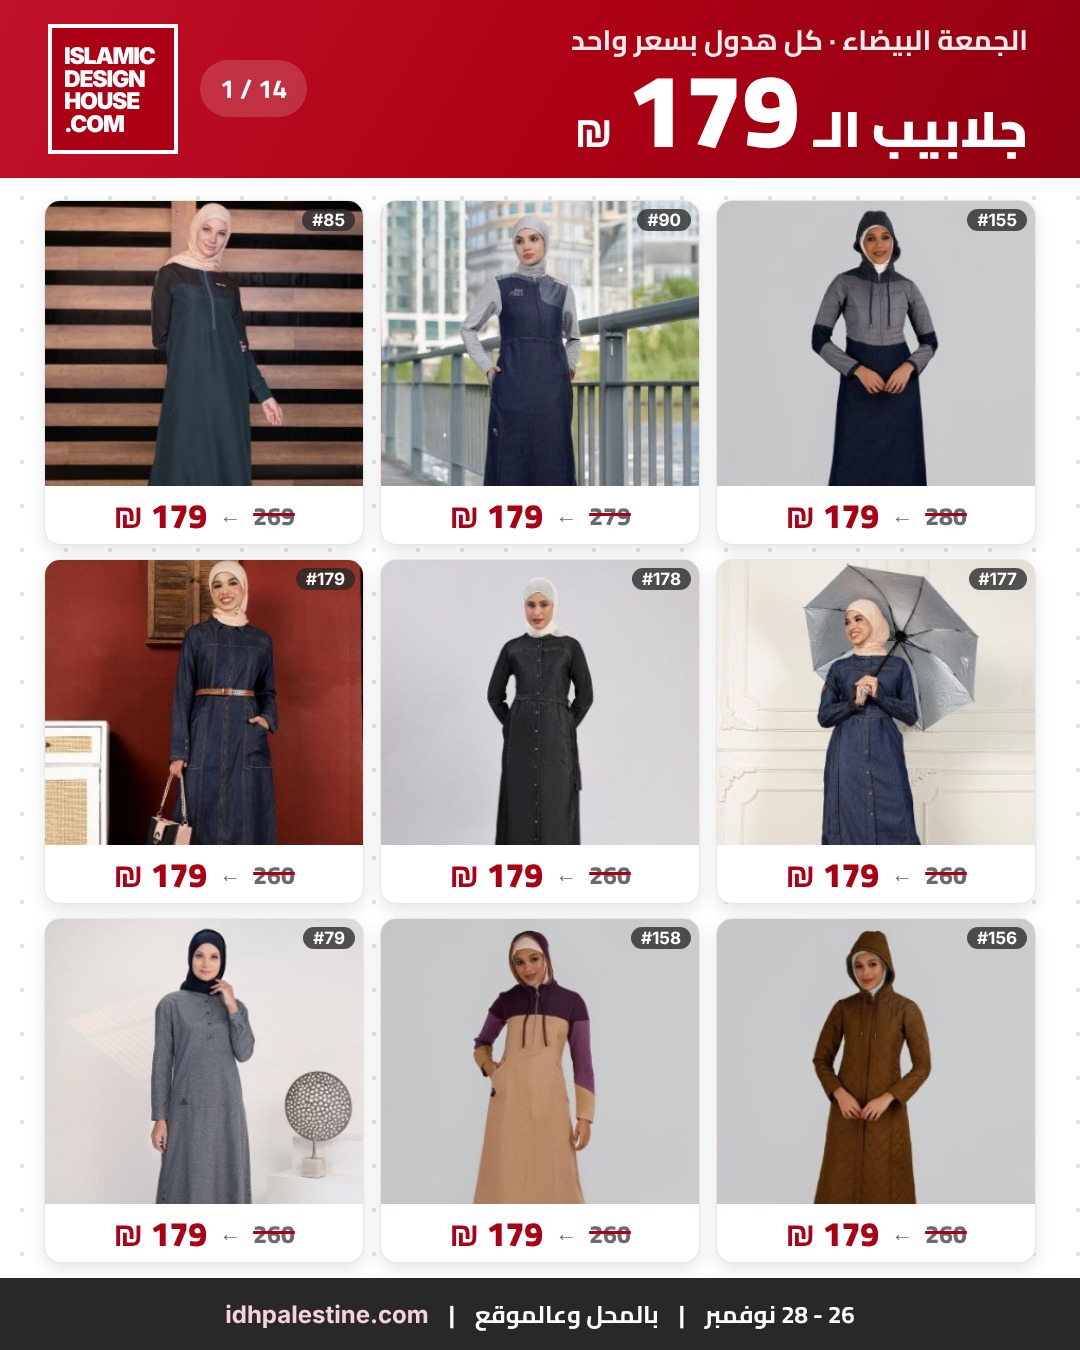 الجمعة البيضاء · كل هدول بسعر واحد
جلابيب الـ 179 ₪
1 / 14
ISLAMIC
DESIGN
HOUSE
.COM
#155
280 ← 179 ₪
#90
279 ← 179 ₪
#85
269 ← 179 ₪
#177
260 ← 179 ₪
#178
260 ← 179 ₪
#179
260 ← 179 ₪
#156
260 ← 179 ₪
#158
260 ← 179 ₪
#79
260 ← 179 ₪
26 - 28 نوفمبر | بالمحل وعالموقع | idhpalestine.com